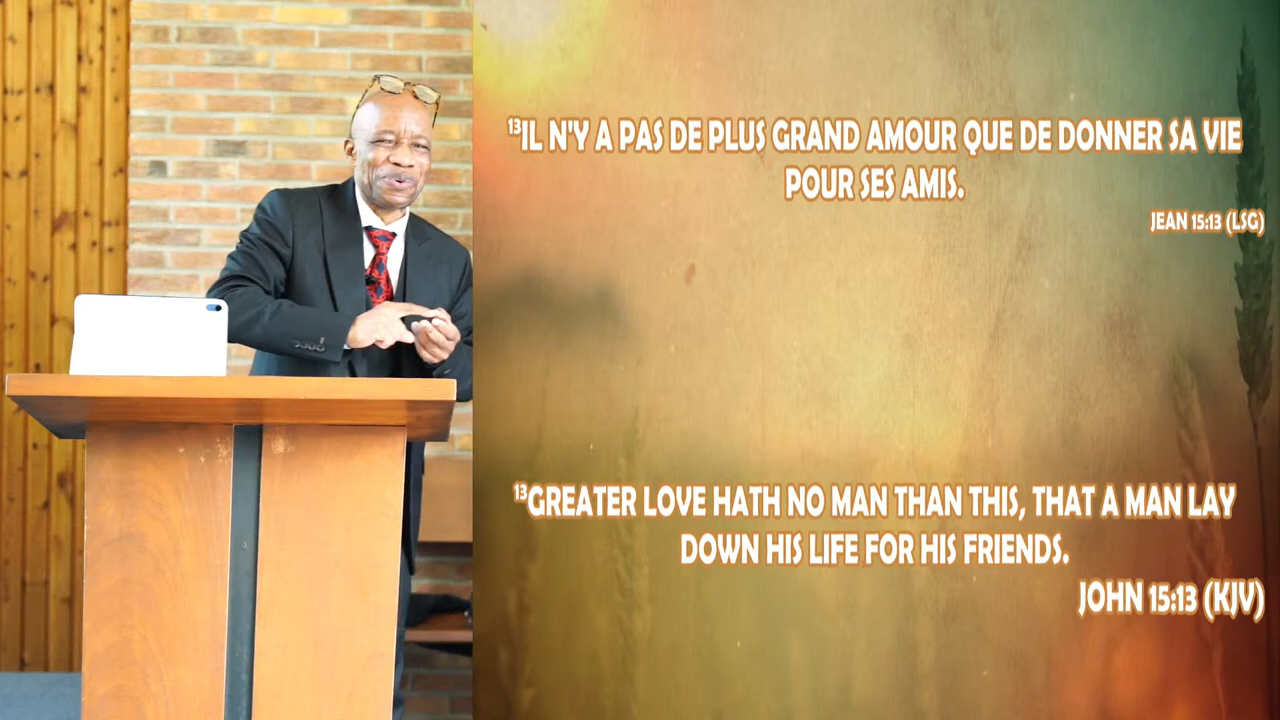 ¹³IL N'Y A PAS DE PLUS GRAND AMOUR QUE DE DONNER SA VIE
POUR SES AMIS.
JEAN 15:13 (LSG)
¹³GREATER LOVE HATH NO MAN THAN THIS, THAT A MAN LAY
DOWN HIS LIFE FOR HIS FRIENDS.
JOHN 15:13 (KJV)